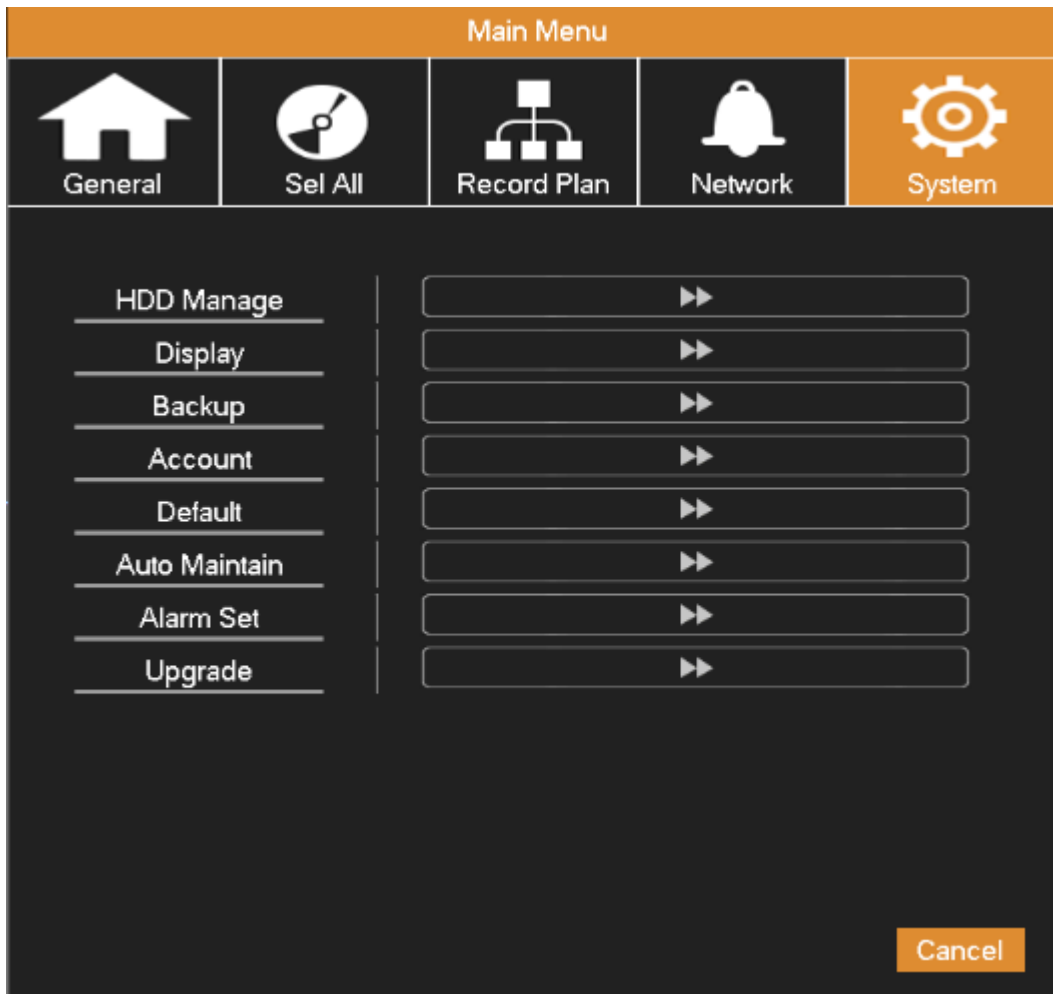 Main Menu
General
Sel All
Record Plan
Network
System
HDD Manage
Display
Backup
Account
Default
Auto Maintain
Alarm Set
Upgrade
Cancel